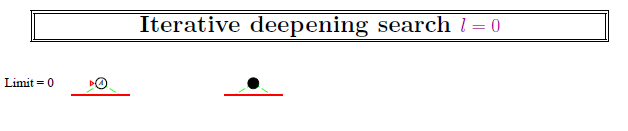 Iterative deepening search l = 0
Limit = 0
A